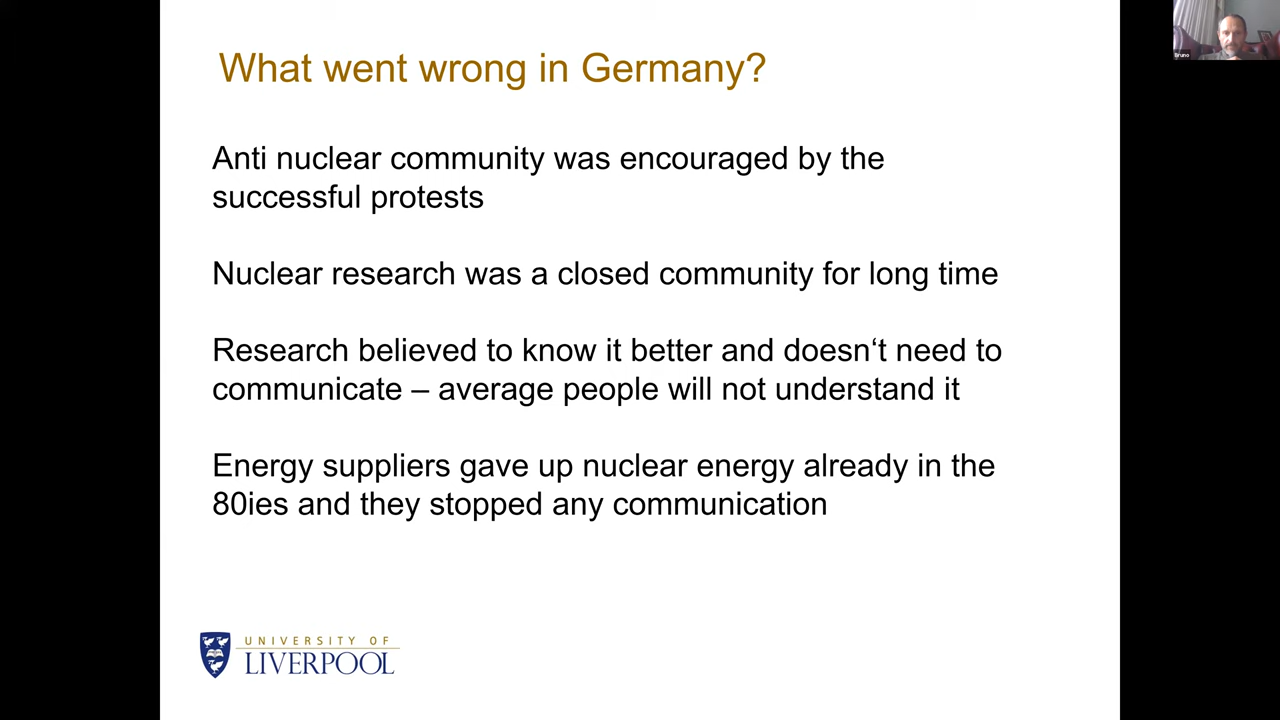 What went wrong in Germany?
Anti nuclear community was encouraged by the
successful protests
Nuclear research was a closed community for long time
Research believed to know it better and doesn‘t need to
communicate – average people will not understand it
Energy suppliers gave up nuclear energy already in the
80ies and they stopped any communication
UNIVERSITY OF
LIVERPOOL
Bruno